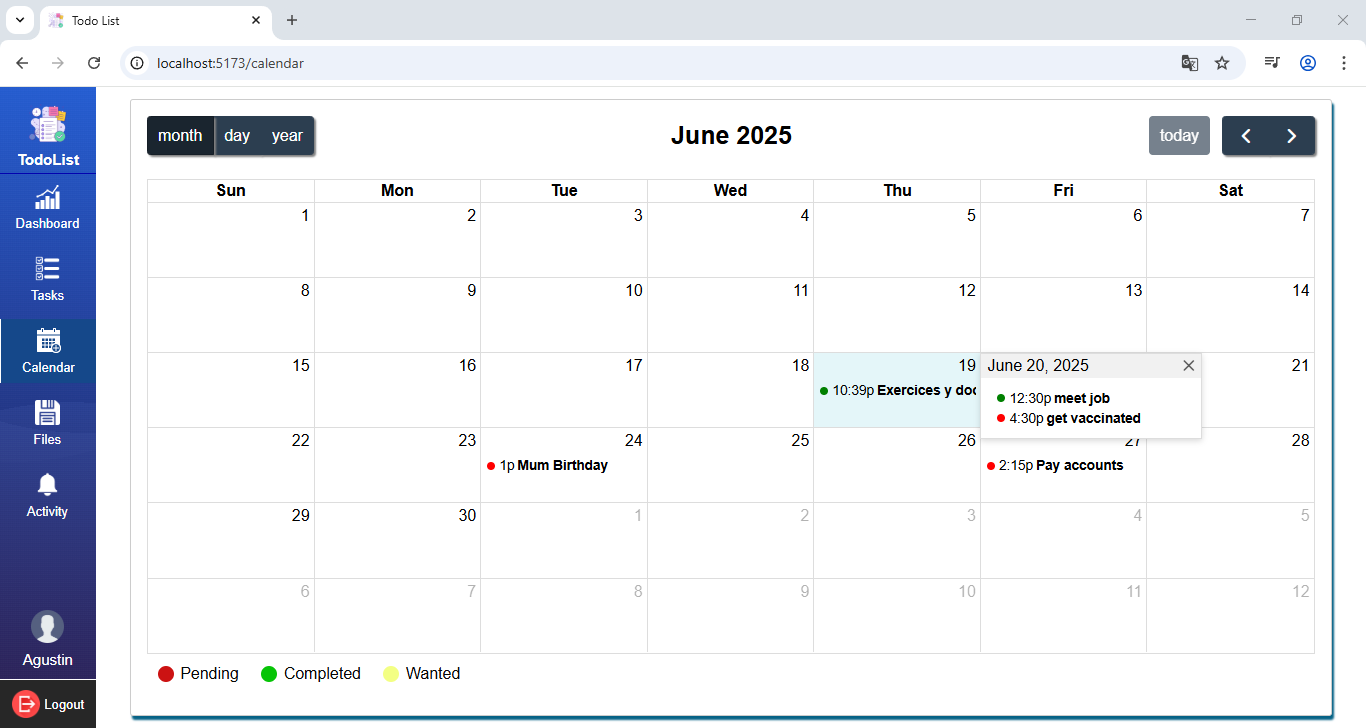 Todo List
localhost:5173/calendar
TodoList
Dashboard
Tasks
Calendar
Files
Activity
Agustin
Logout
month day year
June 2025
today
Sun Mon Tue Wed Thu Fri Sat
1 2 3 4 5 6 7
8 9 10 11 12 13 14
15 16 17 18 19 21
10:39p Exercices y doc
June 20, 2025
12:30p meet job
4:30p get vaccinated
22 23 24 25 26 27 28
1p Mum Birthday
2:15p Pay accounts
29 30 1 2 3 4 5
6 7 8 9 10 11 12
Pending Completed Wanted